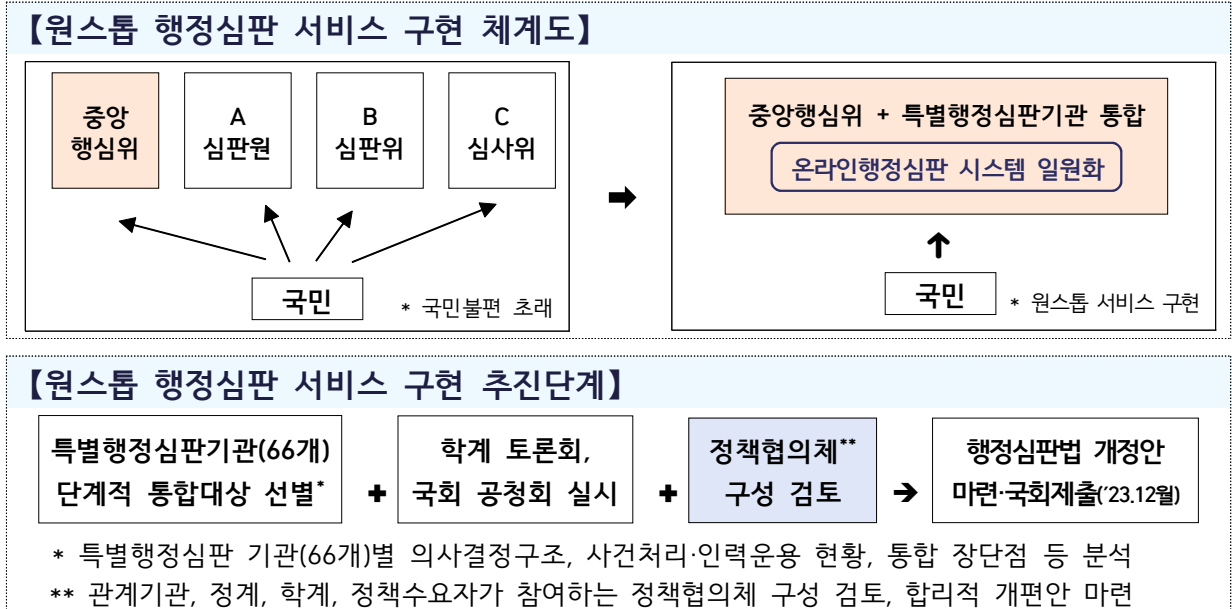 【원스톱 행정심판 서비스 구현 체계도】
중앙
행심위
A
심판원
B
심판위
C
심사위
국민
* 국민불편 초래
➡
중앙행심위 + 특별행정심판기관 통합
온라인행정심판 시스템 일원화
국민
* 원스톱 서비스 구현
【원스톱 행정심판 서비스 구현 추진단계】
특별행정심판기관(66개)
단계적 통합대상 선별*
+
학계 토론회,
국회 공청회 실시
+
정책협의체**
구성 검토
➔
행정심판법 개정안
마련·국회제출(′23.12월)
* 특별행정심판 기관(66개)별 의사결정구조, 사건처리·인력운용 현황, 통합 장단점 등 분석
** 관계기관, 정계, 학계, 정책수요자가 참여하는 정책협의체 구성 검토, 합리적 개편안 마련